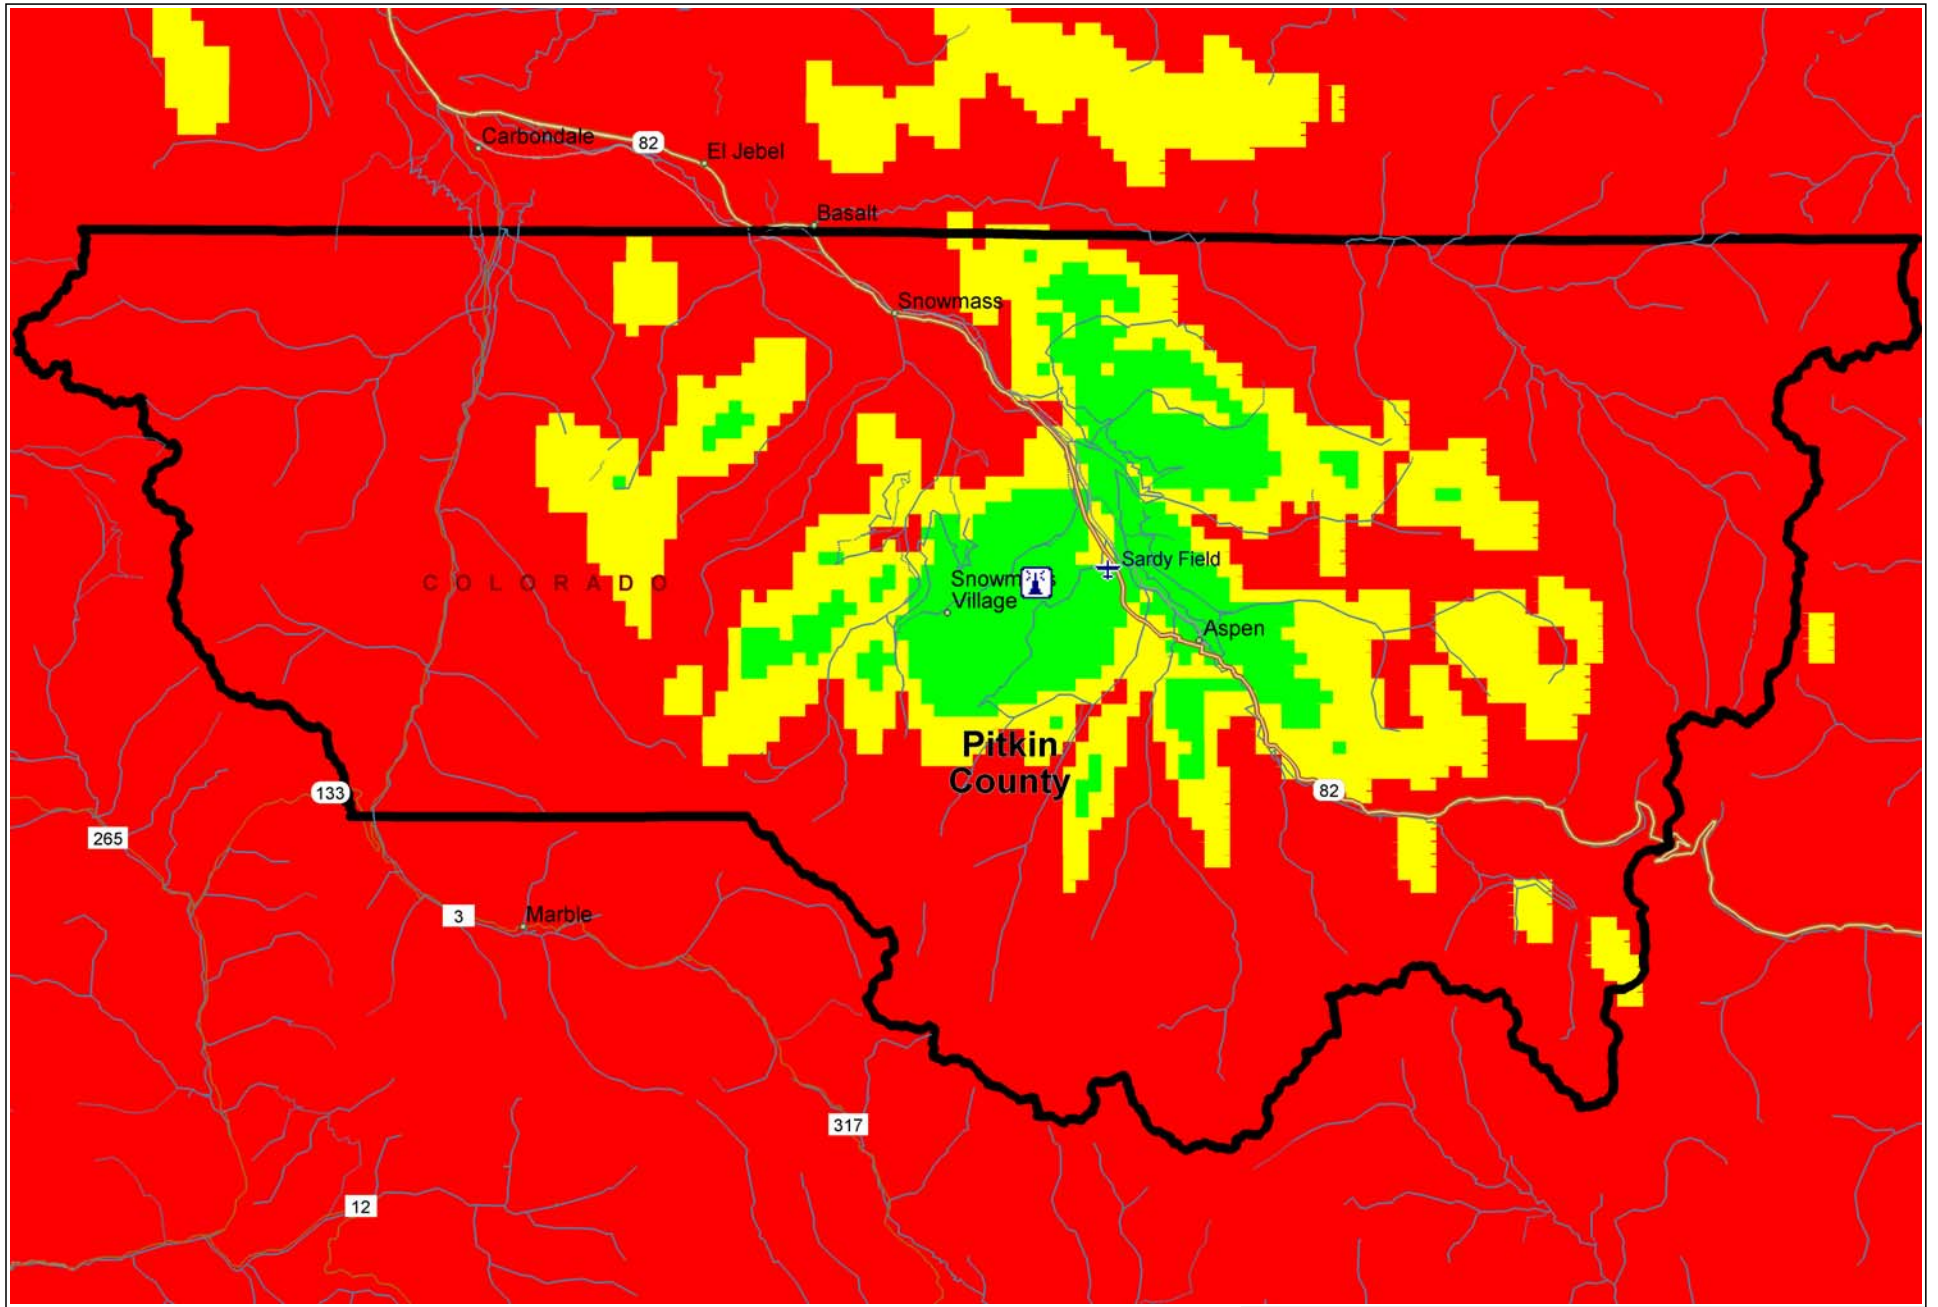 Carbondale
82
El Jebel
Basalt
Snowmass
Sardy Field
COLORADO
Village
Aspen
Pitkin
County
133
82
265
3
Marble
317
12